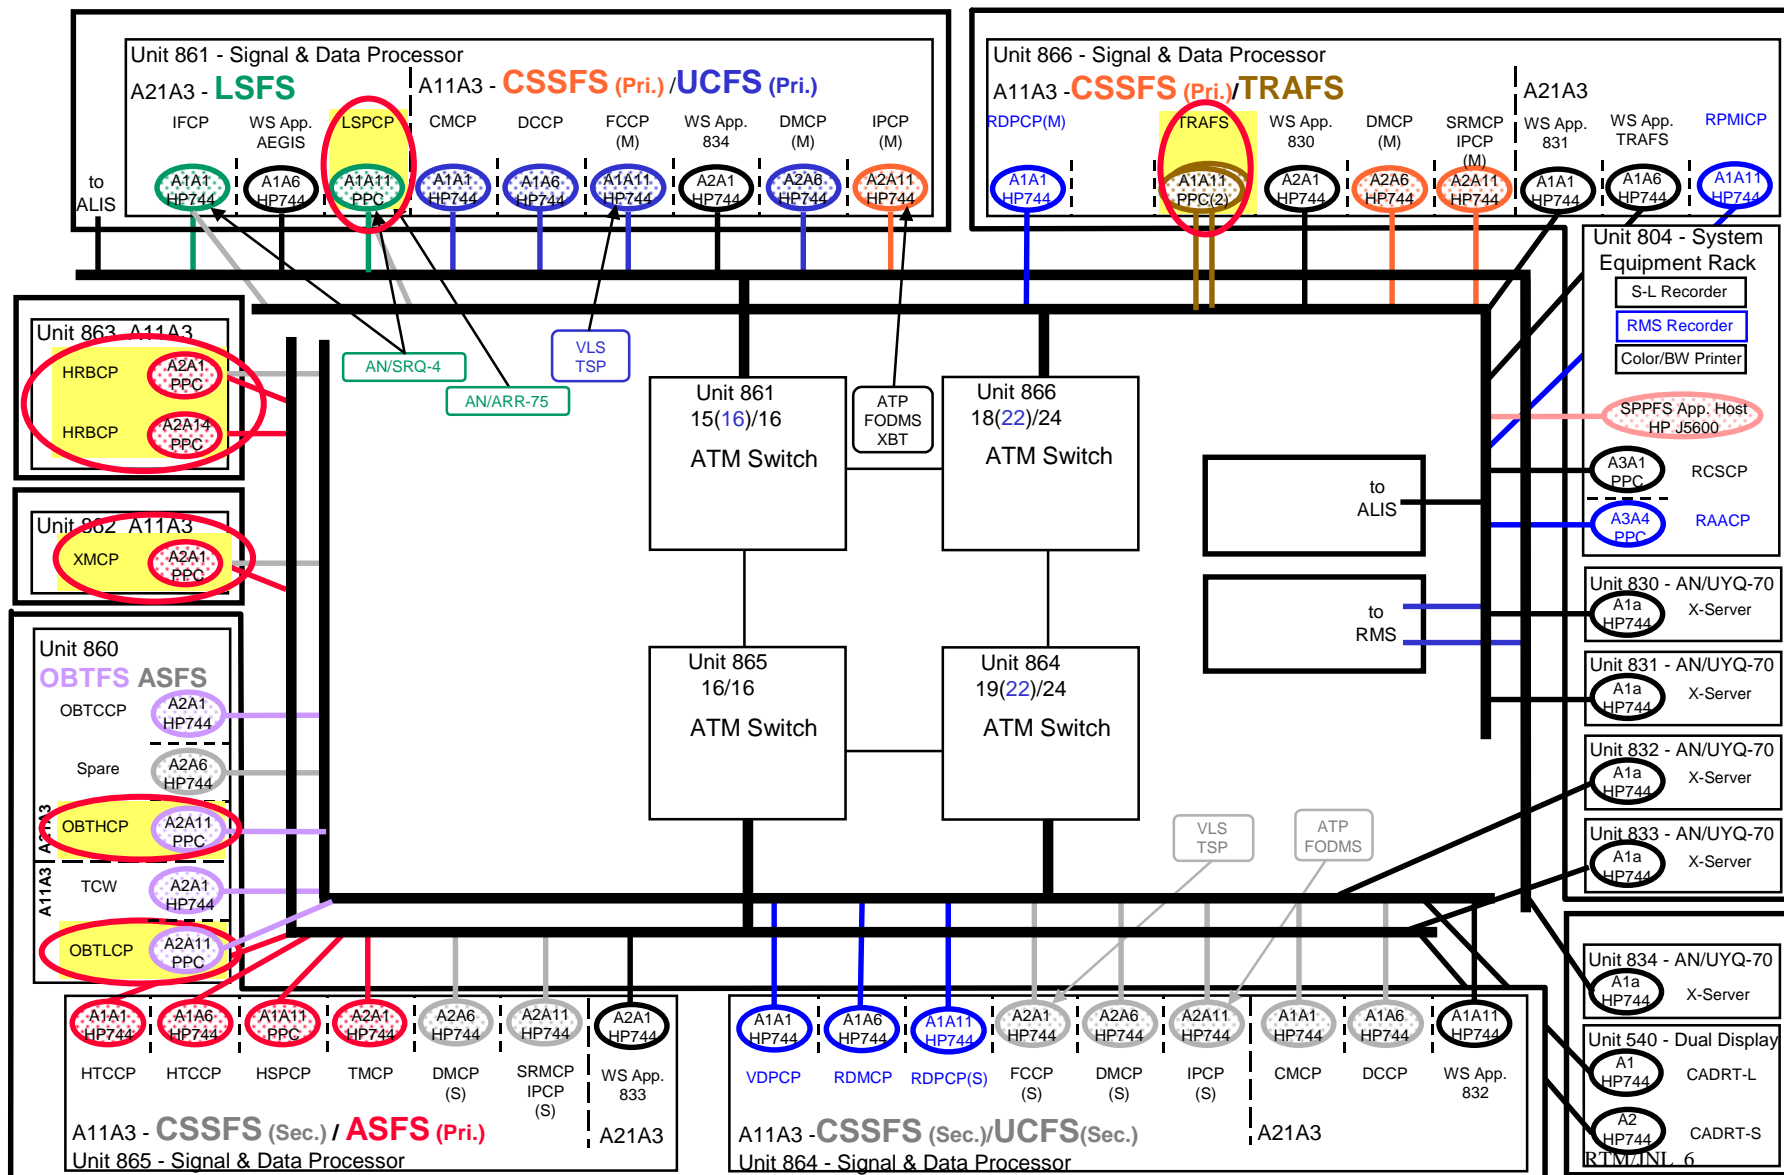 Unit 861 - Signal & Data Processor
A21A3 - LSFS
A11A3 - CSSFS (Pri.) /UCFS (Pri.)
IFCP
WS App.
AEGIS
LSPCP
CMCP
DCCP
FCCP
(M)
WS App.
834
DMCP
(M)
IPCP
(M)
A1A1
HP744
A1A6
HP744
A1A11
PPC
A1A1
HP744
A1A6
HP744
A1A11
HP744
A2A1
HP744
A2A6
HP744
A2A11
HP744
to
ALIS
Unit 866 - Signal & Data Processor
A11A3 -CSSFS (Pri.)/TRAFS
A21A3
RDPCP(M)
TRAFS
WS App.
830
DMCP
(M)
SRMCP
IPCP
(M)
WS App.
831
WS App.
TRAFS
RPMICP
A1A1
HP744
A1A11
PPC(2)
A2A1
HP744
A2A6
HP744
A2A11
HP744
A1A1
HP744
A1A6
HP744
A1A11
HP744
Unit 804 - System
Equipment Rack
S-L Recorder
RMS Recorder
Color/BW Printer
SPPFS App. Host
HP J5600
A3A1
PPC
RCSCP
A3A4
PPC
RAACP
Unit 863 A11A3
HRBCP
A2A1
PPC
HRBCP
A2A14
PPC
Unit 862 A11A3
XMCP
A2A1
PPC
AN/SRQ-4
AN/ARR-75
VLS
TSP
ATP
FODMS
XBT
Unit 861
15(16)/16
ATM Switch
Unit 866
18(22)/24
ATM Switch
to
ALIS
to
RMS
Unit 865
16/16
ATM Switch
Unit 864
19(22)/24
ATM Switch
VLS
TSP
ATP
FODMS
Unit 830 - AN/UYQ-70
A1a
HP744
X-Server
Unit 831 - AN/UYQ-70
A1a
HP744
X-Server
Unit 832 - AN/UYQ-70
A1a
HP744
X-Server
Unit 833 - AN/UYQ-70
A1a
HP744
X-Server
Unit 834 - AN/UYQ-70
A1a
HP744
X-Server
Unit 540 - Dual Display
A1
HP744
CADRT-L
A2
HP744
CADRT-S
RTM/JNL 6
Unit 860
OBTFS ASFS
OBTCCP
A2A1
HP744
Spare
A2A6
HP744
A21A3
OBTHCP
A2A11
PPC
A11A3
TCW
A2A1
HP744
OBTLCP
A2A11
PPC
A1A1
HP744
A1A6
HP744
A1A11
PPC
A2A1
HP744
A2A6
HP744
A2A11
HP744
A2A1
HP744
HTCCP
HTCCP
HSPCP
TMCP
DMCP
(S)
SRMCP
IPCP
(S)
WS App.
833
A11A3 - CSSFS (Sec.) / ASFS (Pri.)
A21A3
Unit 865 - Signal & Data Processor
A1A1
HP744
A1A6
HP744
A1A11
HP744
A2A1
HP744
A2A6
HP744
A2A11
HP744
A1A1
HP744
A1A6
HP744
A1A11
HP744
VDPCP
RDMCP
RDPCP(S)
FCCP
(S)
DMCP
(S)
IPCP
(S)
CMCP
DCCP
WS App.
832
A11A3 -CSSFS (Sec.)/UCFS(Sec.)
A21A3
Unit 864 - Signal & Data Processor